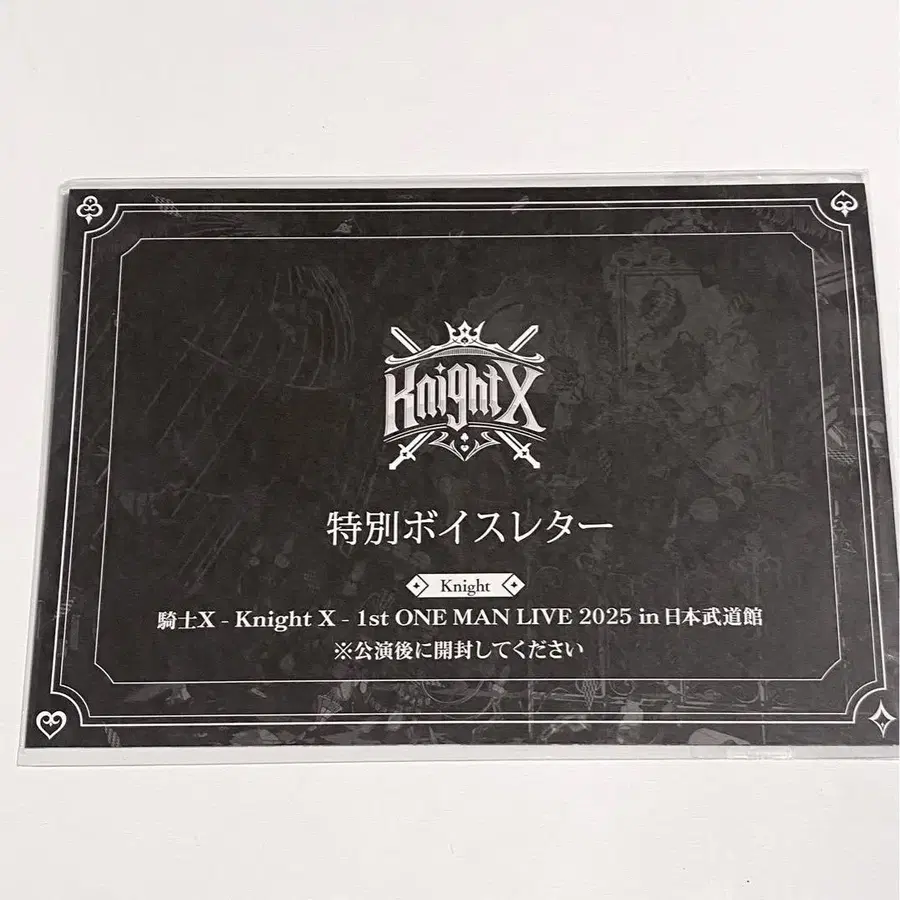 Knight X
特別ボイスレター
Knight
騎士X - Knight X - 1st ONE MAN LIVE 2025 in 日本武道館
※公演後に開封してください